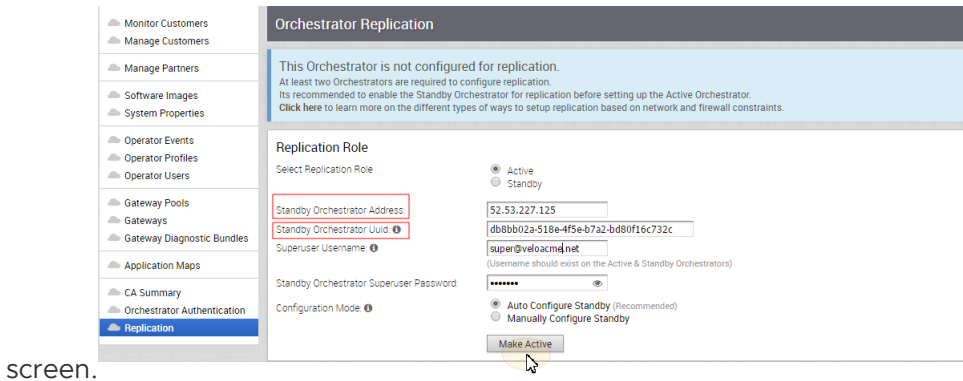 Monitor Customers
Manage Customers
Manage Partners
Software Images
System Properties
Operator Events
Operator Profiles
Operator Users
Gateway Pools
Gateways
Gateway Diagnostic Bundles
Application Maps
CA Summary
Orchestrator Authentication
Replication
Orchestrator Replication
This Orchestrator is not configured for replication.
At least two Orchestrators are required to configure replication.
Its recommended to enable the Standby Orchestrator for replication before setting up the Active Orchestrator.
Click here to learn more on the different types of ways to setup replication based on network and firewall constraints.
Replication Role
Select Replication Role
Active
Standby
Standby Orchestrator Address:
52.53.227.125
Standby Orchestrator Uuid:
db8bb02a-518e-4f5e-b7a2-bd80f16c732c
Superuser Username:
super@veloacme.net
(Username should exist on the Active & Standby Orchestrators)
Standby Orchestrator Superuser Password:
•••••••
Configuration Mode:
Auto Configure Standby (Recommended)
Manually Configure Standby
Make Active
screen.